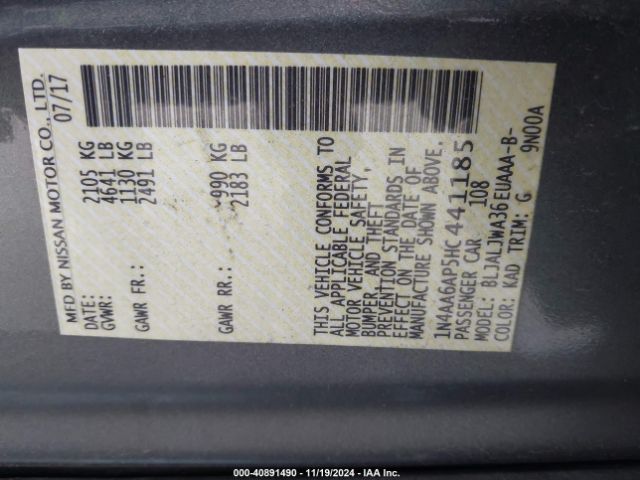 MFD BY NISSAN MOTOR CO., LTD.
07/17
GVWR: 2105 KG
4641 LB
GAWR FR.: 1130 KG
2491 LB
GAWR RR.: 990 KG
2183 LB
THIS VEHICLE CONFORMS TO
ALL APPLICABLE FEDERAL
MOTOR VEHICLE SAFETY,
BUMPER, AND THEFT
PREVENTION STANDARDS IN
EFFECT ON THE DATE OF
MANUFACTURE SHOWN ABOVE.
1N4AA6AP5HC441185
PASSENGER CAR 108
MODEL: BLJALJWA36EUAAA-B-
COLOR: KAD TRIM: G 9N00A
000-40891490 - 11/19/2024 - IAAI.COM